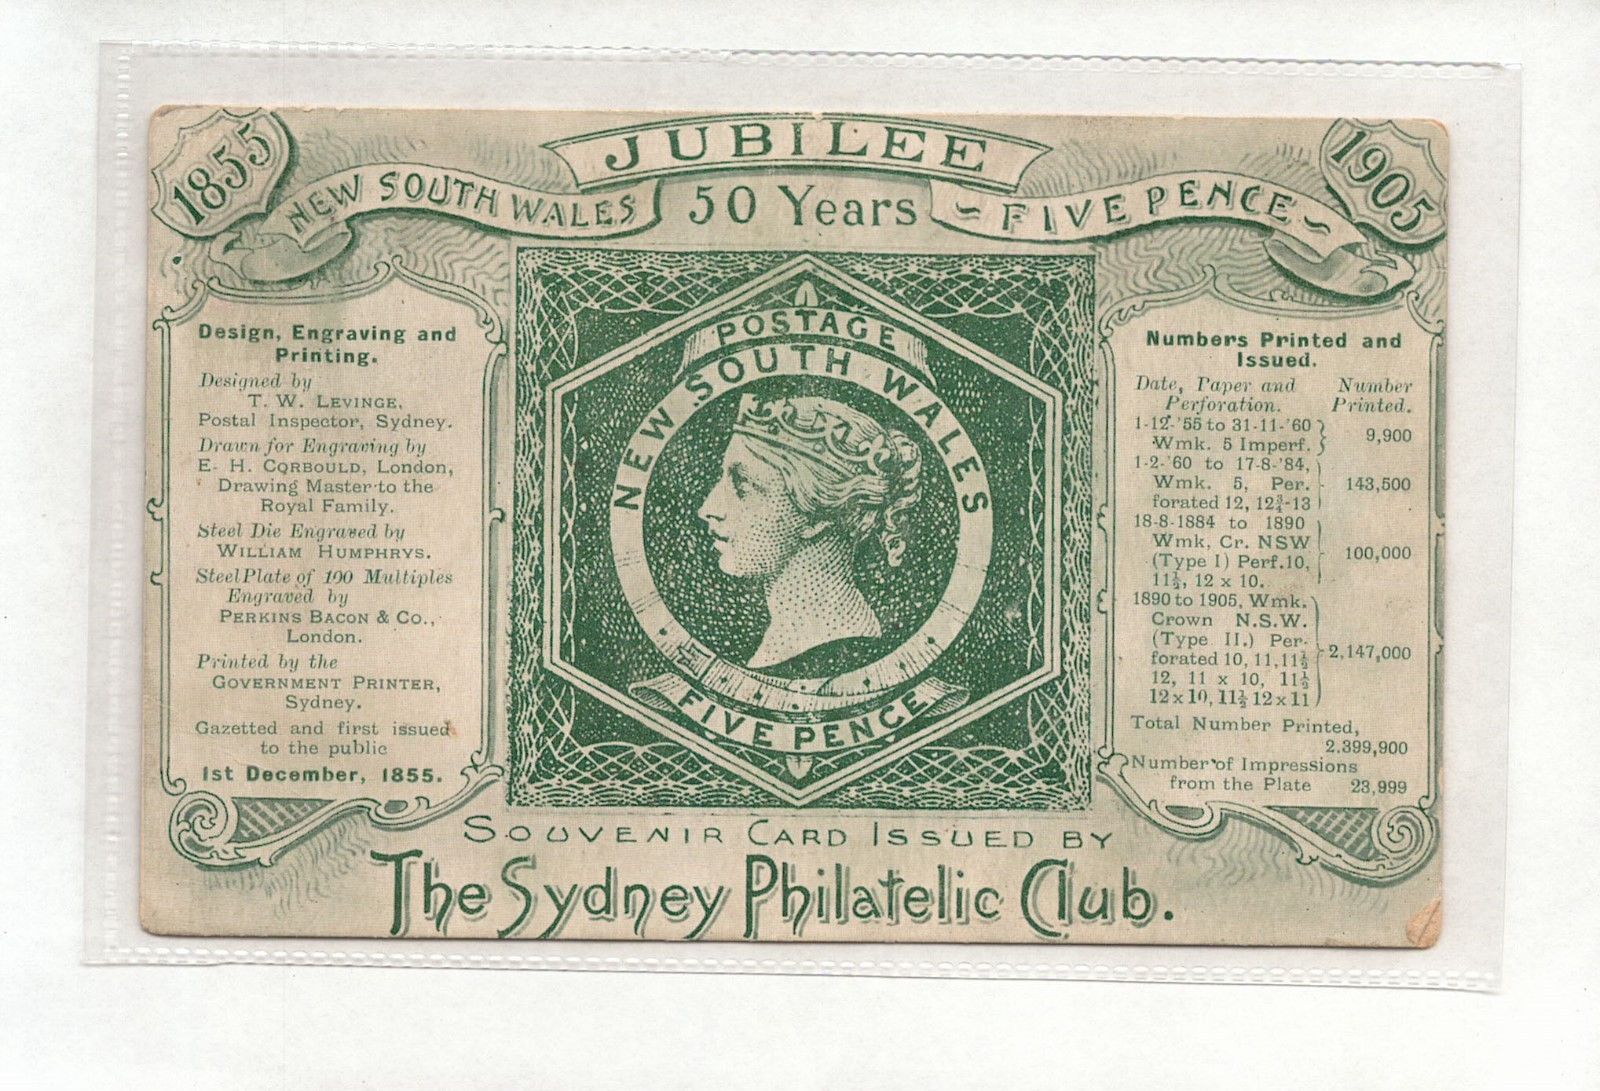 1855
JUBILEE
1905
NEW SOUTH WALES
50 Years
~ FIVE PENCE ~
Design, Engraving and
Printing.
Designed by
T. W. LEVINGE,
Postal Inspector, Sydney.
Drawn for Engraving by
E. H. CORBOULD, London,
Drawing Master to the
Royal Family.
Steel Die Engraved by
WILLIAM HUMPHRYS.
Steel Plate of 100 Multiples
Engraved by
PERKINS BACON & Co.,
London.
Printed by the
GOVERNMENT PRINTER,
Sydney.
Gazetted and first issued
to the public
1st December, 1855.
POSTAGE
NEW SOUTH WALES
FIVE PENCE
Numbers Printed and
Issued.
Date, Paper and Number
Perforation. Printed.
1-12-'55 to 31-11-'60
Wmk. 5 Imperf. 9,900
1-2-'60 to 17-8-'84,
Wmk. 5, Per- 143,500
forated 12, 12¾-13
18-8-1884 to 1890
Wmk, Cr. NSW
(Type I) Perf.10, 100,000
11½, 12 x 10.
1890 to 1905, Wmk.
Crown N.S.W.
(Type II.) Per-
forated 10, 11, 11½ 2,147,000
12, 11 x 10, 11½
12 x 10, 11½ 12 x 11
Total Number Printed,
2.399,900
Number of Impressions
from the Plate 23,999
SOUVENIR CARD ISSUED BY
The Sydney Philatelic Club.